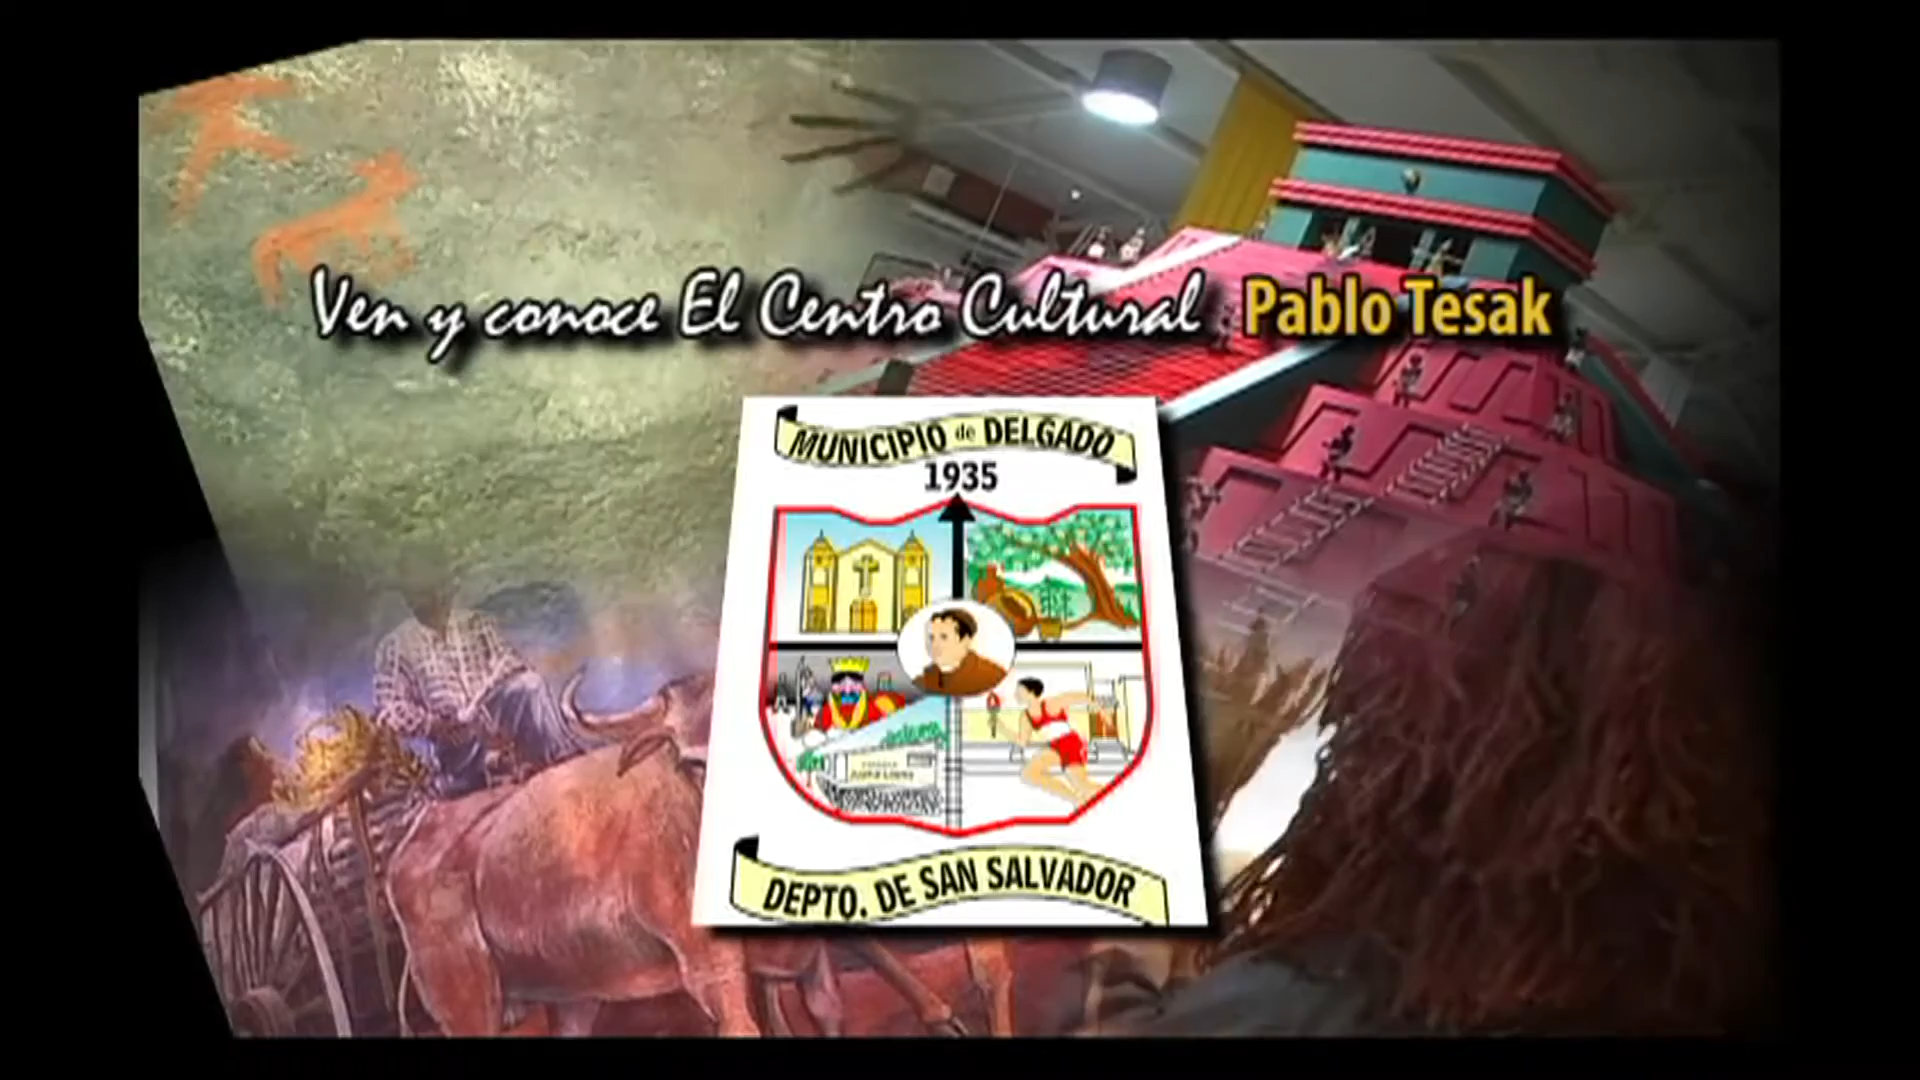 Ven y conoce El Centro Cultural Pablo Tesak
MUNICIPIO de DELGADO
1935
DEPTO. DE SAN SALVADOR